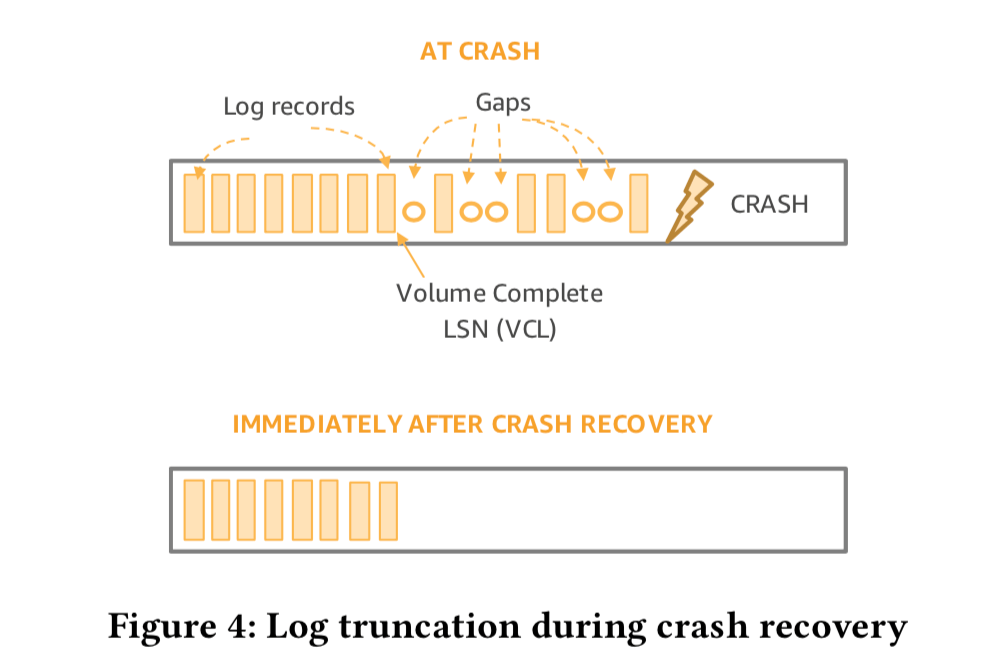 AT CRASH
Log records
Gaps
CRASH
Volume Complete
LSN (VCL)
IMMEDIATELY AFTER CRASH RECOVERY
Figure 4: Log truncation during crash recovery